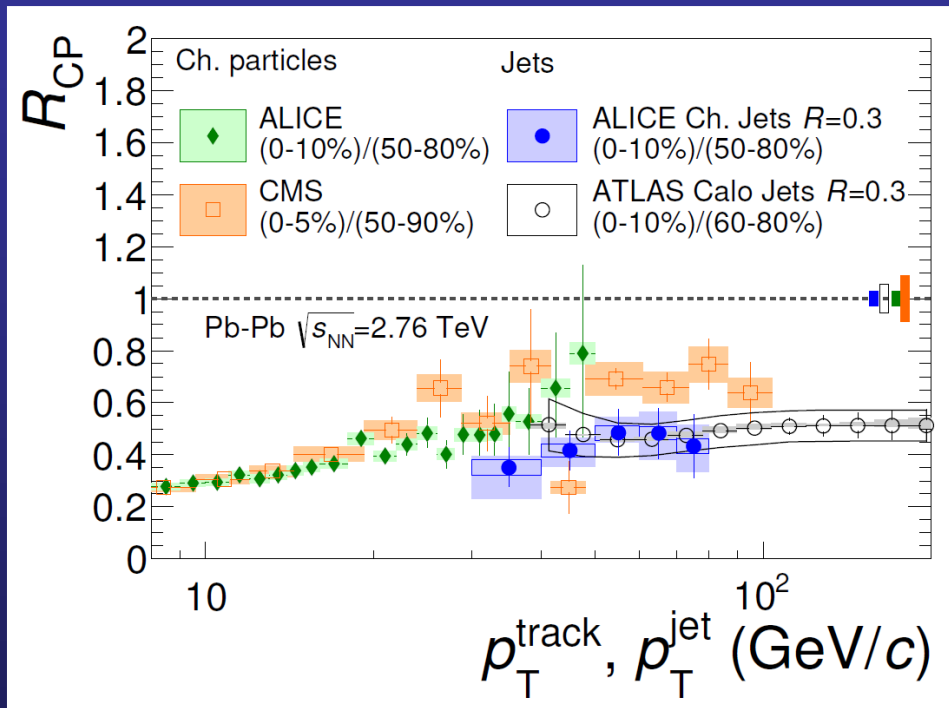 R_CP
2
1.8
1.6
1.4
1.2
1
0.8
0.6
0.4
0.2
0
Ch. particles
ALICE
(0-10%)/(50-80%)
CMS
(0-5%)/(50-90%)
Jets
ALICE Ch. Jets R=0.3
(0-10%)/(50-80%)
ATLAS Calo Jets R=0.3
(0-10%)/(60-80%)
Pb-Pb √s_NN=2.76 TeV
10
10²
p_T^track, p_T^jet (GeV/c)